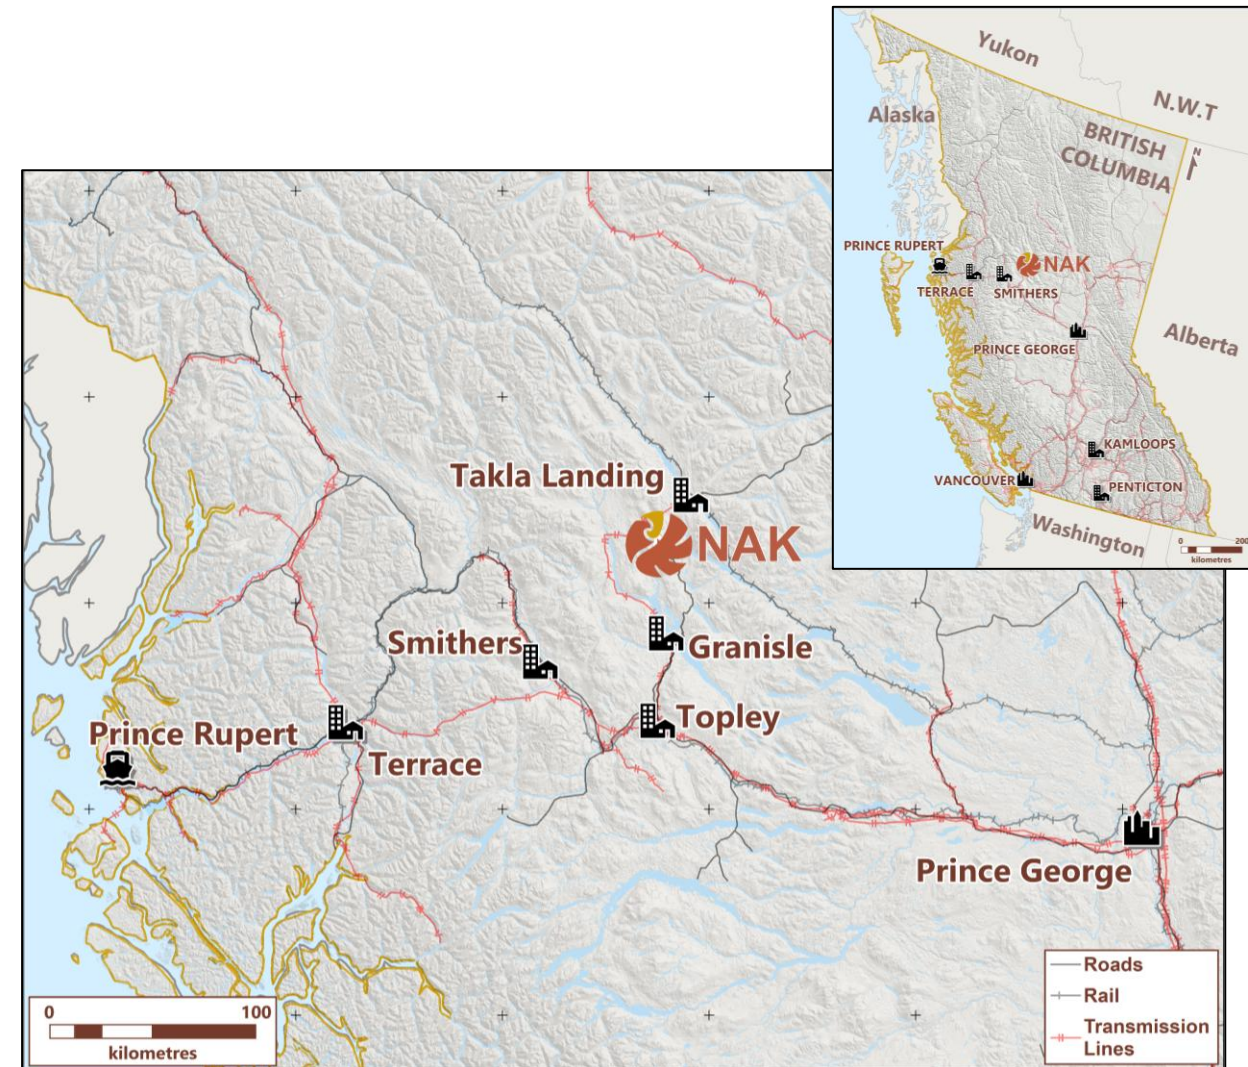 Yukon
N.W.T
Alaska
BRITISH
COLUMBIA
N
PRINCE RUPERT
NAK
TERRACE
SMITHERS
PRINCE GEORGE
Alberta
KAMLOOPS
VANCOUVER
PENTICTON
Washington
0 200
kilometres
Takla Landing
NAK
Smithers
Granisle
Prince Rupert
Topley
Terrace
Prince George
0 100
kilometres
Roads
Rail
Transmission
Lines